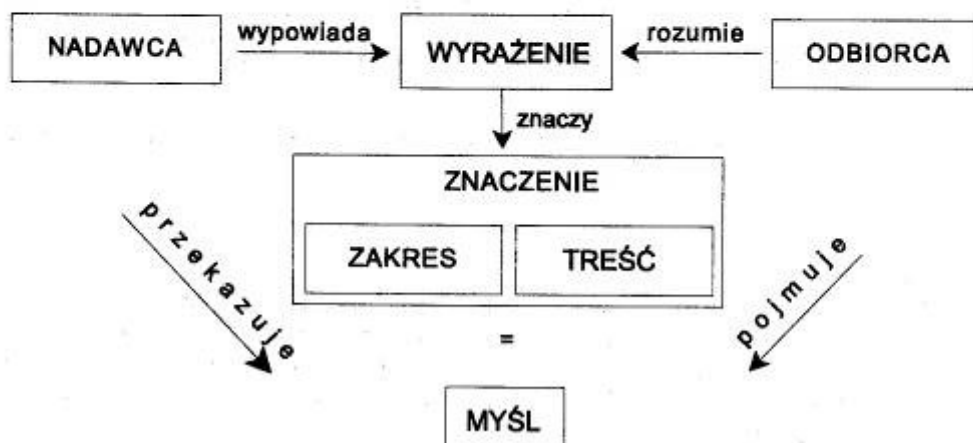 NADAWCA
wypowiada
WYRAŻENIE
rozumie
ODBIORCA
znaczy
ZNACZENIE
ZAKRES
TREŚĆ
przekazuje
pojmuje
=
MYŚL